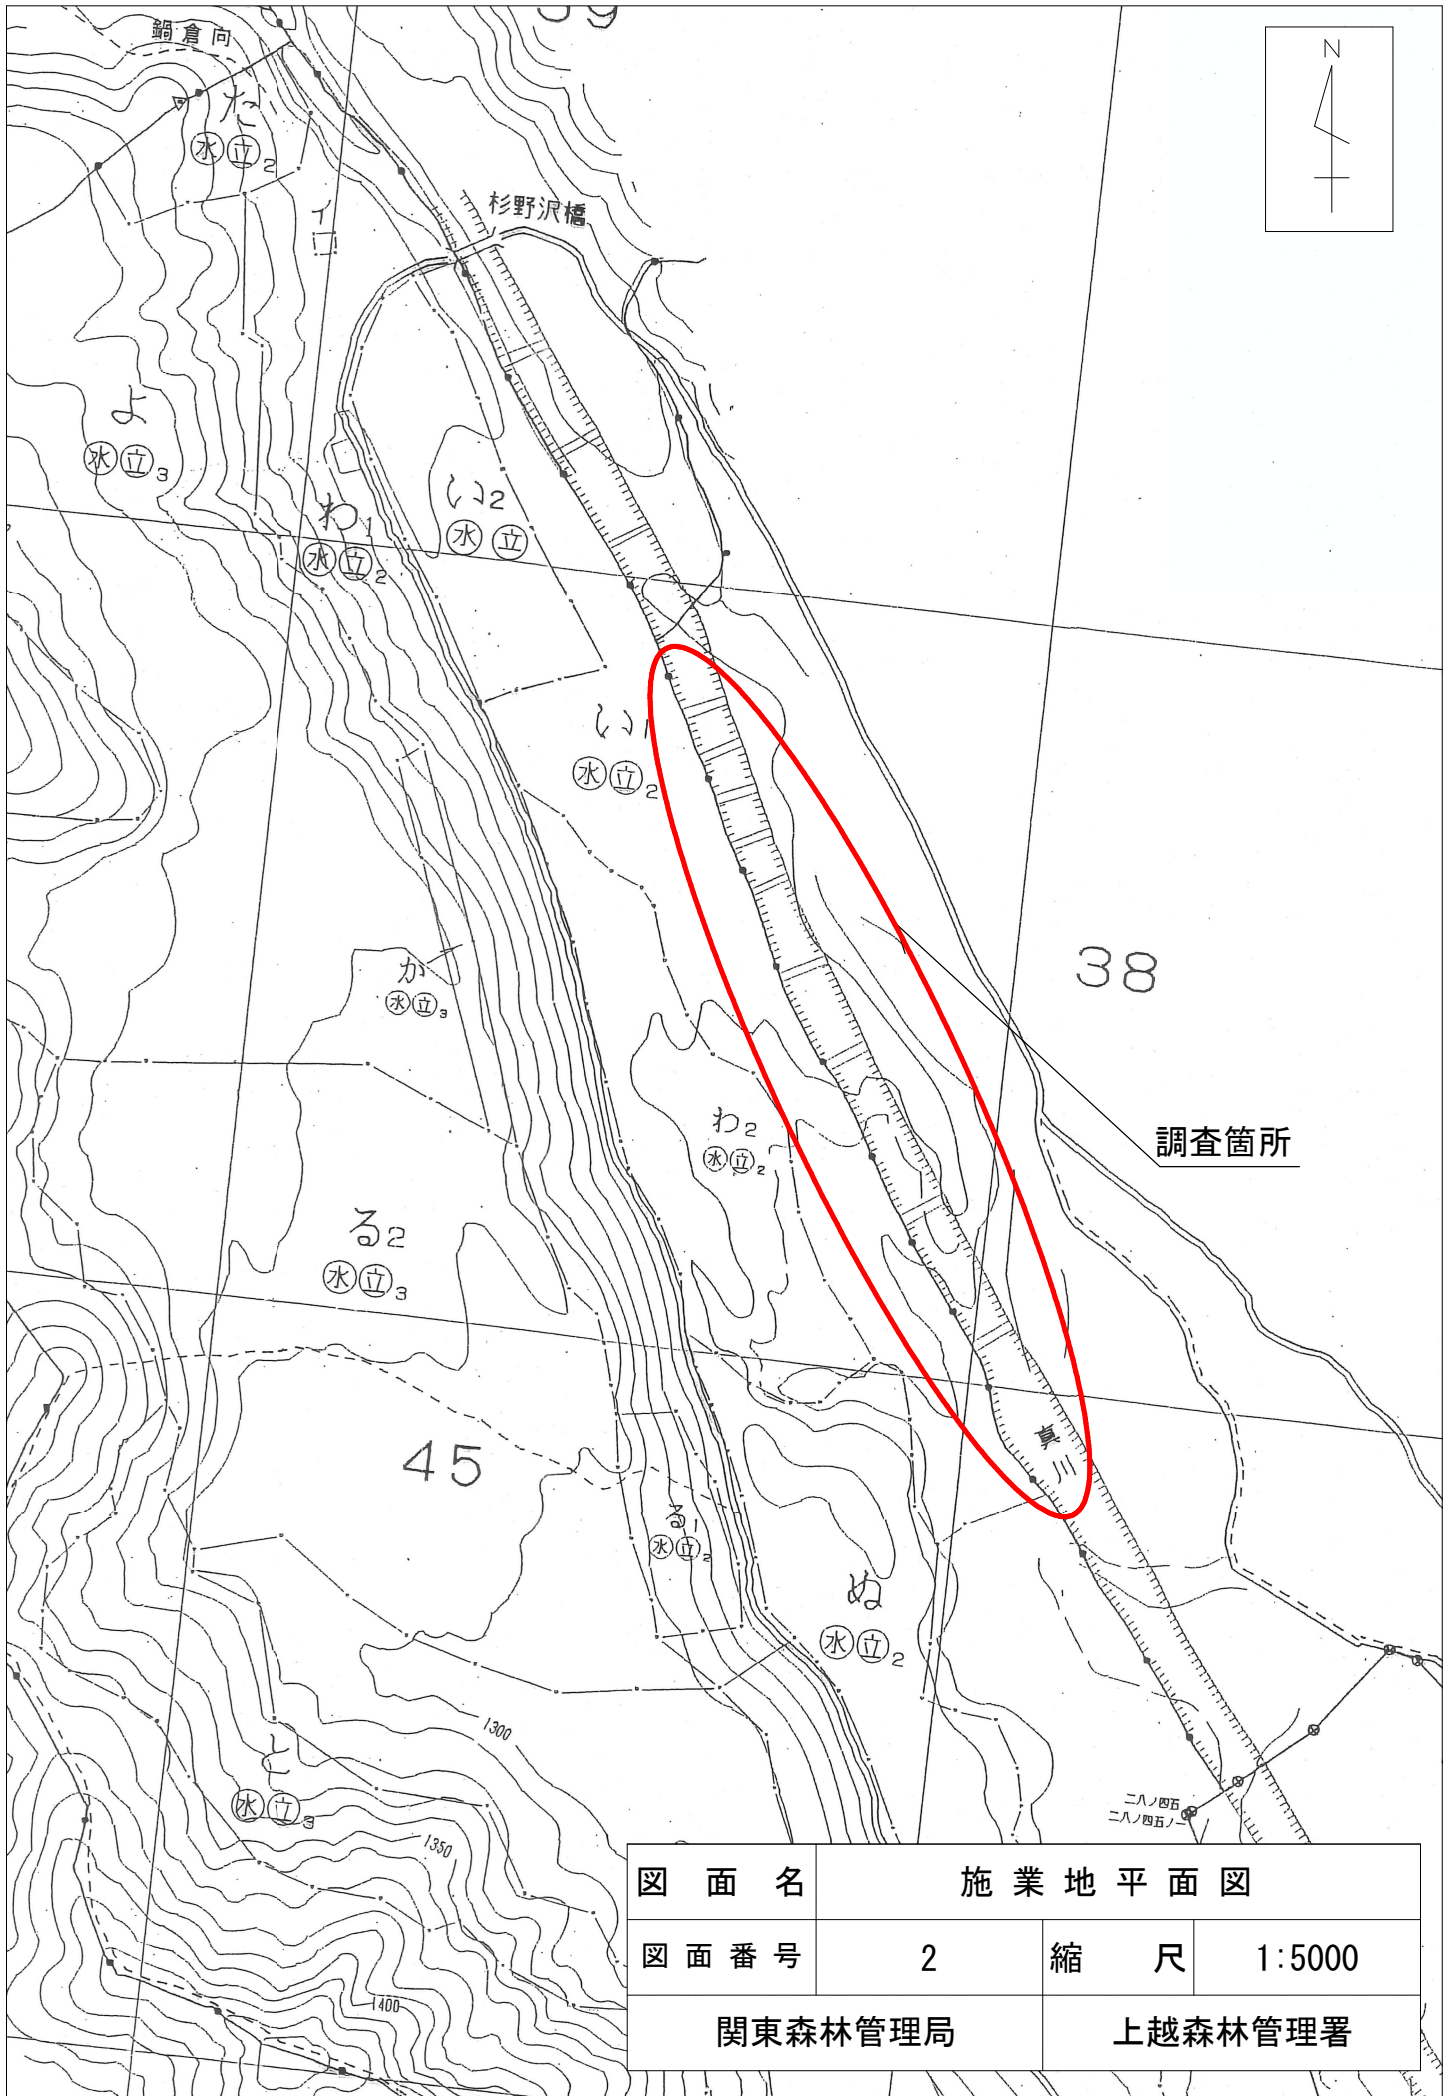 39
鍋倉向
N
た
水 立 2
イ
杉野沢橋
よ
水 立 3
い2
水 立
わ1
水 立 2
い1
水 立 2
か
水 立 3
38
わ2
水 立 2
調査箇所
る2
水 立 3
45
真川
る1
水 立 2
ぬ
水 立 2
1300
と
水 立 3
1350
二八ノ四五
二八ノ四五ノ一
1400
図面名 施業地平面図
図面番号 2 縮尺 1:5000
関東森林管理局 上越森林管理署